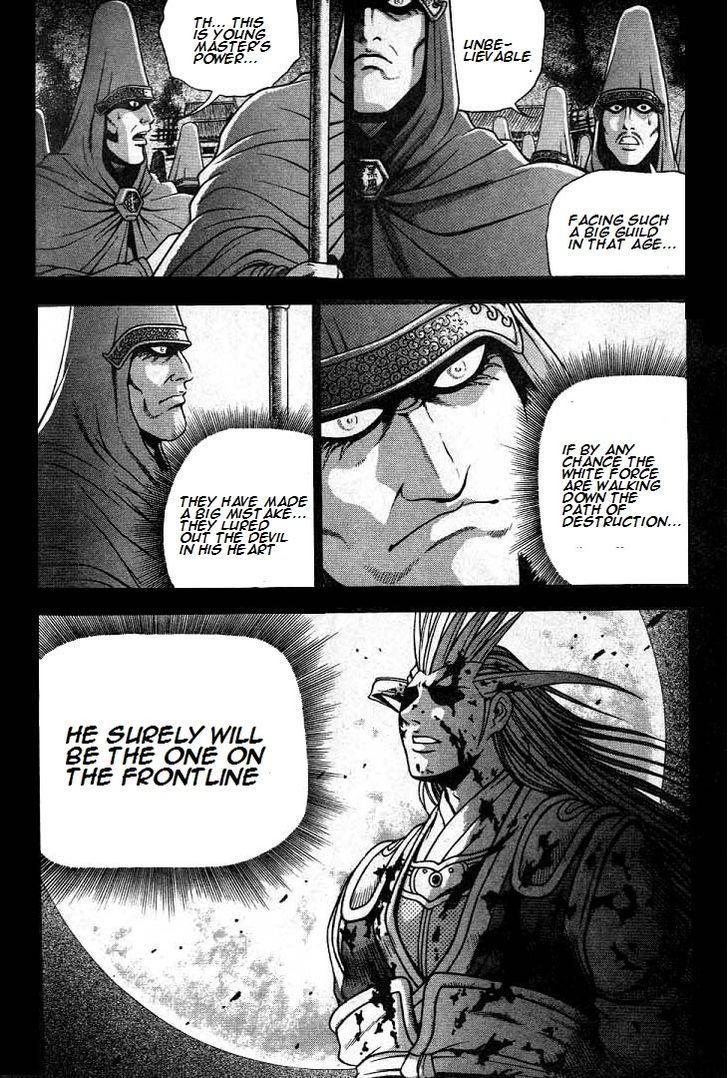 TH... THIS
IS YOUNG
MASTER'S
POWER...
UNBE-
LIEVABLE
FACING SUCH
A BIG GUILD
IN THAT AGE...
THEY HAVE MADE
A BIG MISTAKE...
THEY LURED
OUT THE DEVIL
IN HIS HEART
IF BY ANY
CHANCE THE
WHITE FORCE
ARE WALKING
DOWN THE
PATH OF
DESTRUCTION...
HE SURELY WILL
BE THE ONE ON
THE FRONTLINE